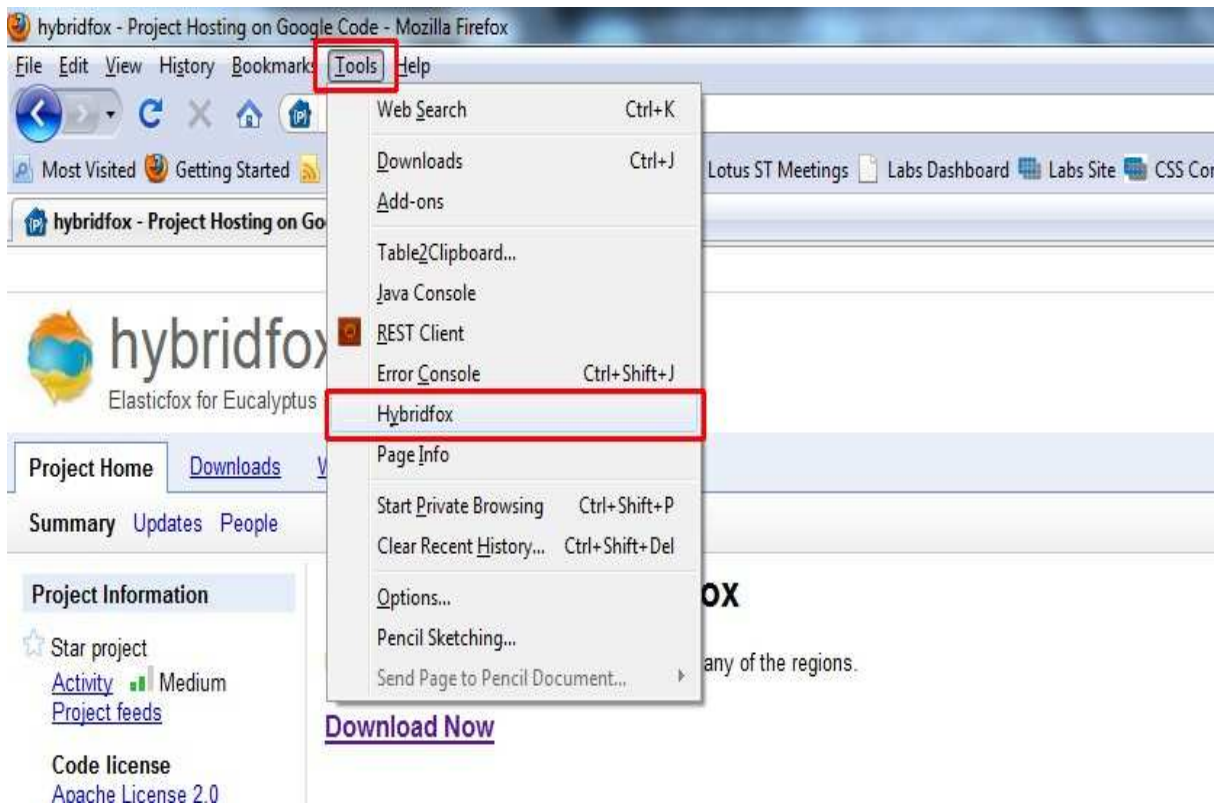 hybridfox - Project Hosting on Google Code - Mozilla Firefox
File Edit View History Bookmarks Tools Help
Web Search Ctrl+K
Most Visited Getting Started
Downloads Ctrl+J
Lotus ST Meetings Labs Dashboard Labs Site CSS Cor
Add-ons
hybridfox - Project Hosting on Go
Table2Clipboard...
Java Console
hybridfox
REST Client
Error Console Ctrl+Shift+J
Elasticfox for Eucalyptus
Hybridfox
Page Info
Project Home Downloads
Start Private Browsing Ctrl+Shift+P
Summary Updates People
Clear Recent History... Ctrl+Shift+Del
Project Information
Options...
ox
Star project
Pencil Sketching...
any of the regions.
Activity Medium
Send Page to Pencil Document...
Project feeds
Download Now
Code license
Apache License 2.0